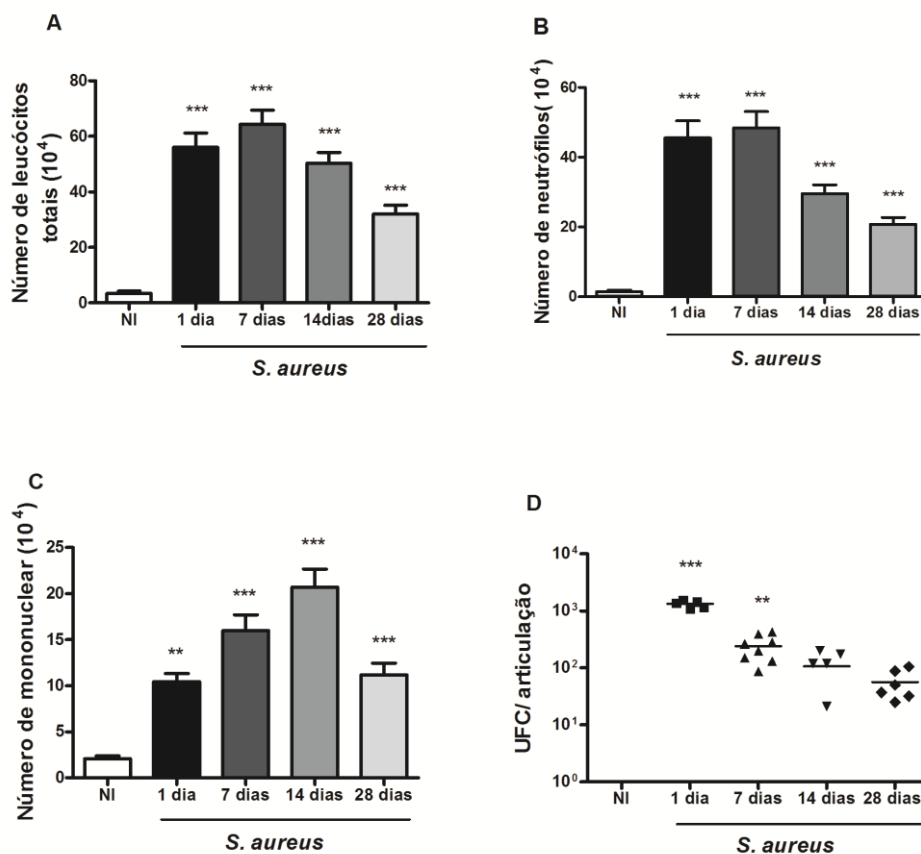 A
Número de leucócitos
totais (10⁴)
80
60
40
20
0
***
***
***
***
NI
1 dia
7 dias
14dias
28 dias
S. aureus
B
Número de neutrófilos( 10⁴)
60
40
20
0
***
***
***
***
NI
1 dia
7 dias
14 dias
28 dias
S. aureus
C
Número de mononuclear (10⁴)
25
20
15
10
5
0
**
***
***
***
NI
1 dia
7 dias
14 dias
28 dias
S. aureus
D
UFC/ articulação
10⁴
10³
10²
10¹
10⁰
***
**
NI
1 dia
7 dias
14 dias
28 dias
S. aureus